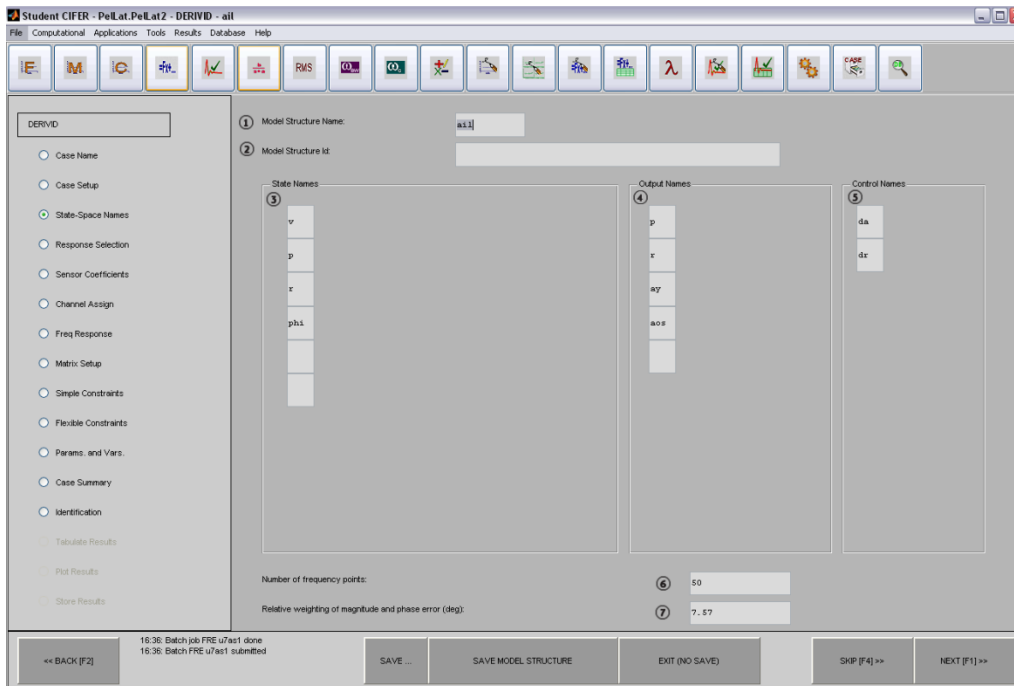 Student CIFER - PelLat.PelLat2 - DERIVID - ail
File Computational Applications Tools Results Database Help
RMS
λ
CASE
DERIVID
Case Name
Case Setup
State-Space Names
Response Selection
Sensor Coefficients
Channel Assign
Freq Response
Matrix Setup
Simple Constraints
Flexible Constraints
Params. and Vars.
Case Summary
Identification
Tabulate Results
Plot Results
Store Results
1 Model Structure Name: ail
2 Model Structure Id:
State Names
3
v
p
r
phi
Output Names
4
p
r
ay
aos
Control Names
5
da
dr
Number of frequency points: 6 50
Relative weighting of magnitude and phase error (deg): 7 7.57
<< BACK [F2]
16:36: Batch job FRE u7as1 done
16:36: Batch FRE u7as1 submitted
SAVE ...
SAVE MODEL STRUCTURE
EXIT (NO SAVE)
SKIP [F4] >>
NEXT [F1] >>